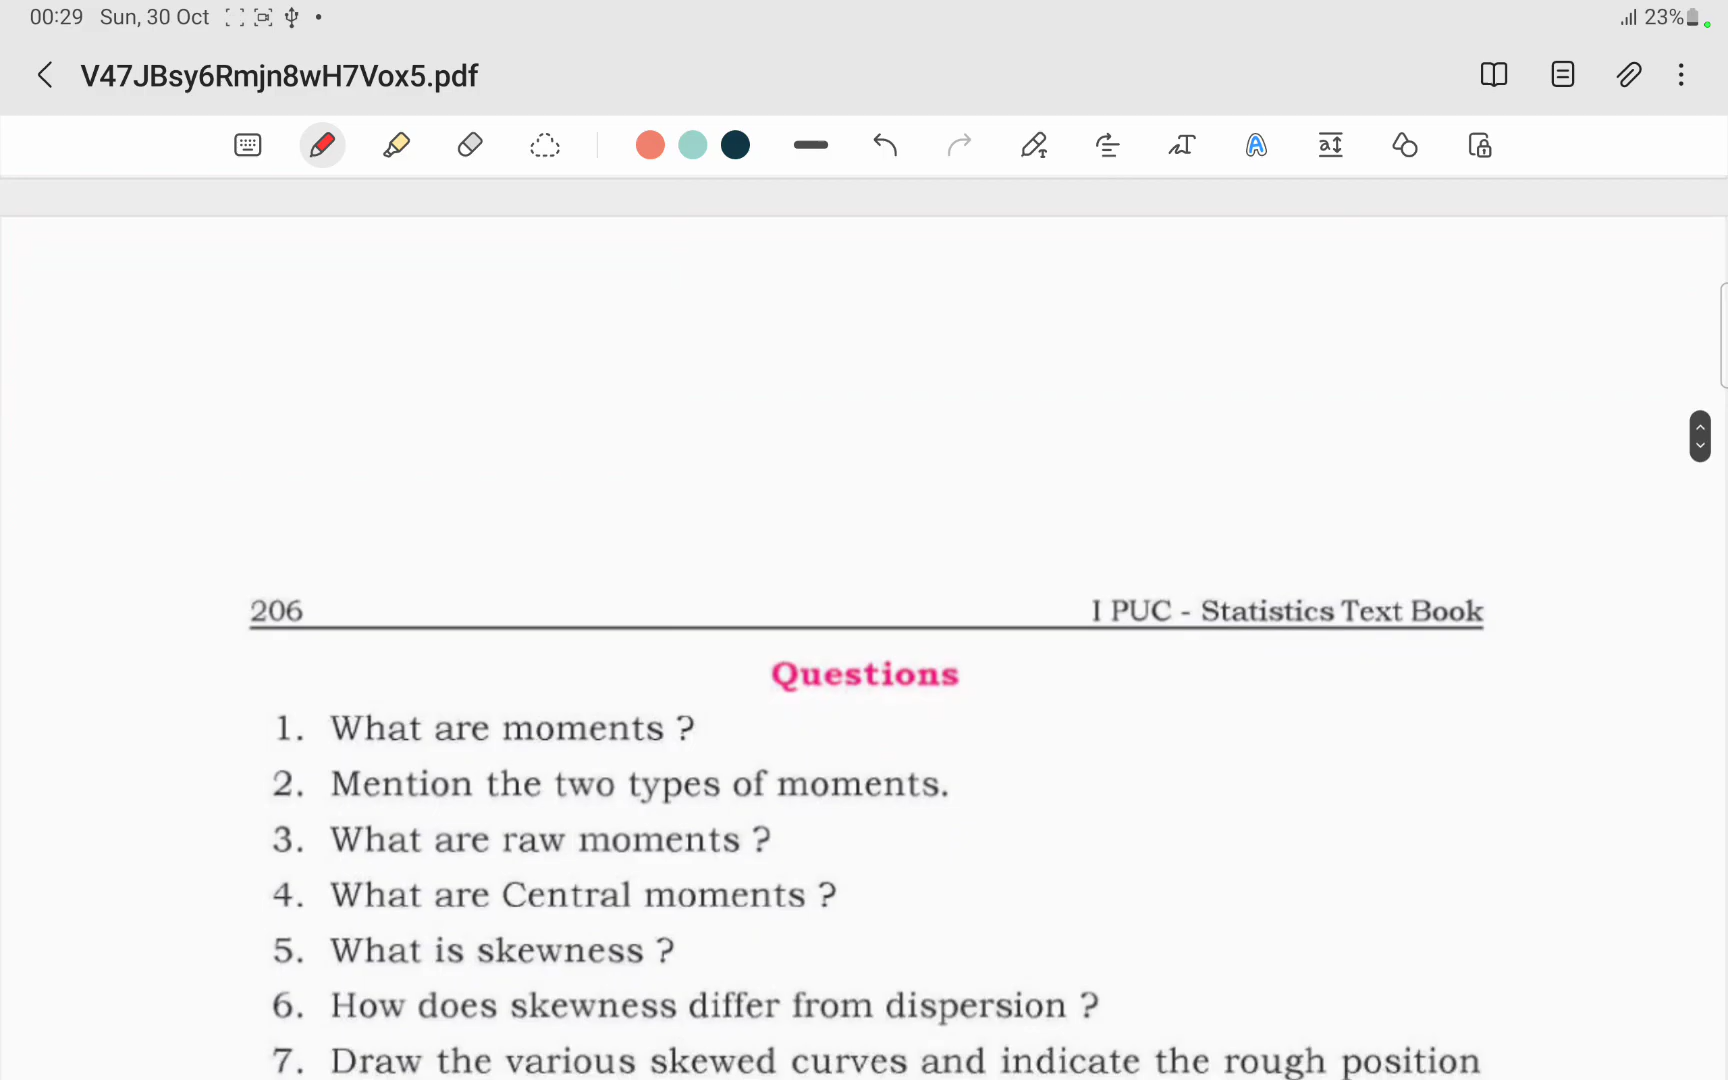 00:29 Sun, 30 Oct 23%
V47JBsy6Rmjn8wH7Vox5.pdf
206 I PUC - Statistics Text Book
Questions
1. What are moments ?
2. Mention the two types of moments.
3. What are raw moments ?
4. What are Central moments ?
5. What is skewness ?
6. How does skewness differ from dispersion ?
7. Draw the various skewed curves and indicate the rough position